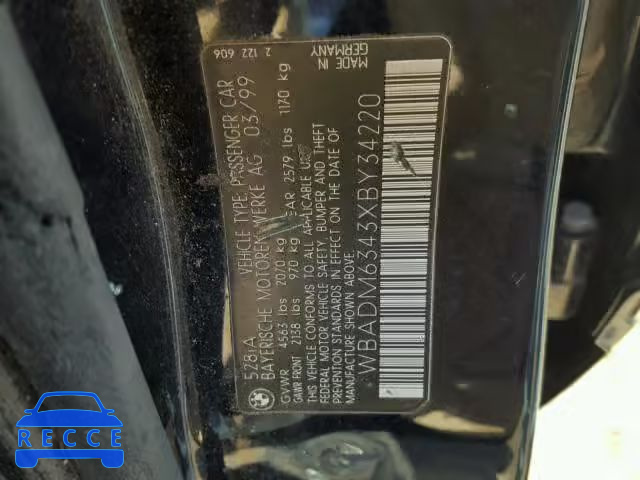 528iA VEHICLE TYPE: PASSENGER CAR 2 122 606
BAYERISCHE MOTOREN WERKE AG 03/99
GVWR 4563 lbs 2070 kg
GAWR FRONT 2138 lbs 970 kg REAR 2579 lbs 1170 kg
THIS VEHICLE CONFORMS TO ALL APPLICABLE
FEDERAL MOTOR VEHICLE SAFETY, BUMPER AND THEFT
PREVENTION STANDARDS IN EFFECT ON THE DATE OF
MANUFACTURE SHOWN ABOVE.
MADE IN
GERMANY
WBADM6343XBY34220
RECCE